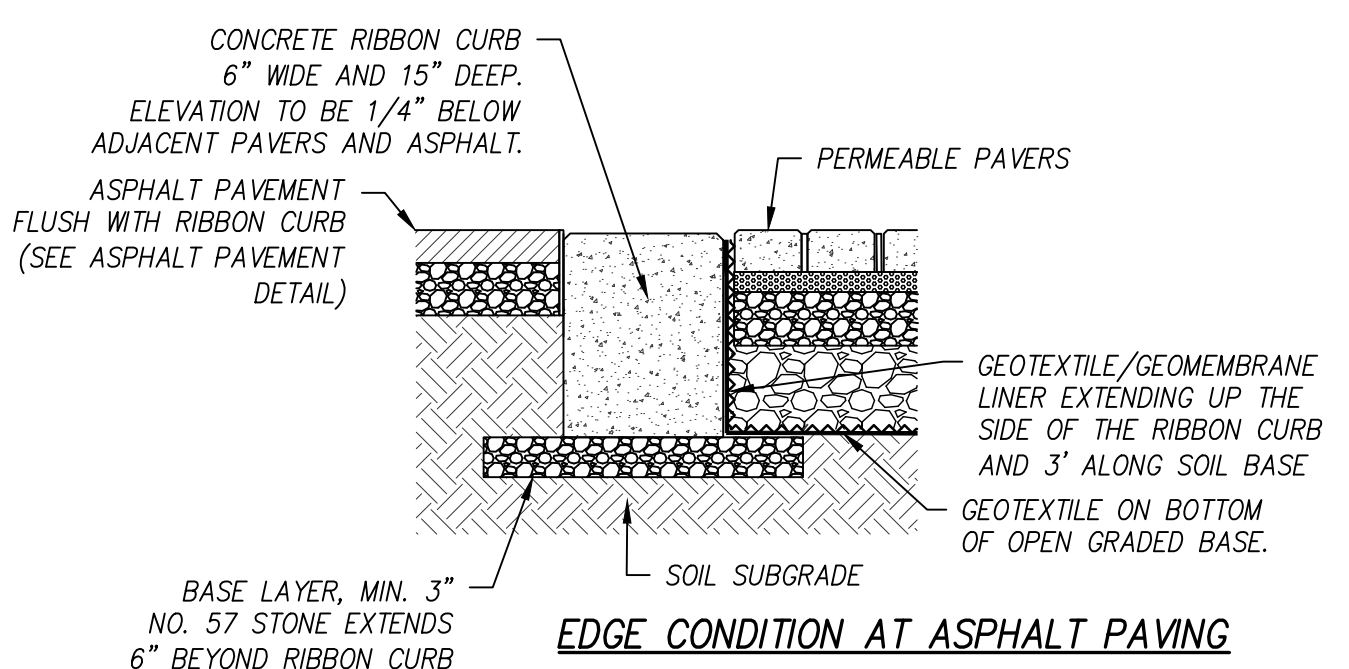 CONCRETE RIBBON CURB
6" WIDE AND 15" DEEP.
ELEVATION TO BE 1/4" BELOW
ADJACENT PAVERS AND ASPHALT.
ASPHALT PAVEMENT
FLUSH WITH RIBBON CURB
(SEE ASPHALT PAVEMENT
DETAIL)
PERMEABLE PAVERS
GEOTEXTILE/GEOMEMBRANE
LINER EXTENDING UP THE
SIDE OF THE RIBBON CURB
AND 3' ALONG SOIL BASE
GEOTEXTILE ON BOTTOM
OF OPEN GRADED BASE.
SOIL SUBGRADE
BASE LAYER, MIN. 3"
NO. 57 STONE EXTENDS
6" BEYOND RIBBON CURB
EDGE CONDITION AT ASPHALT PAVING